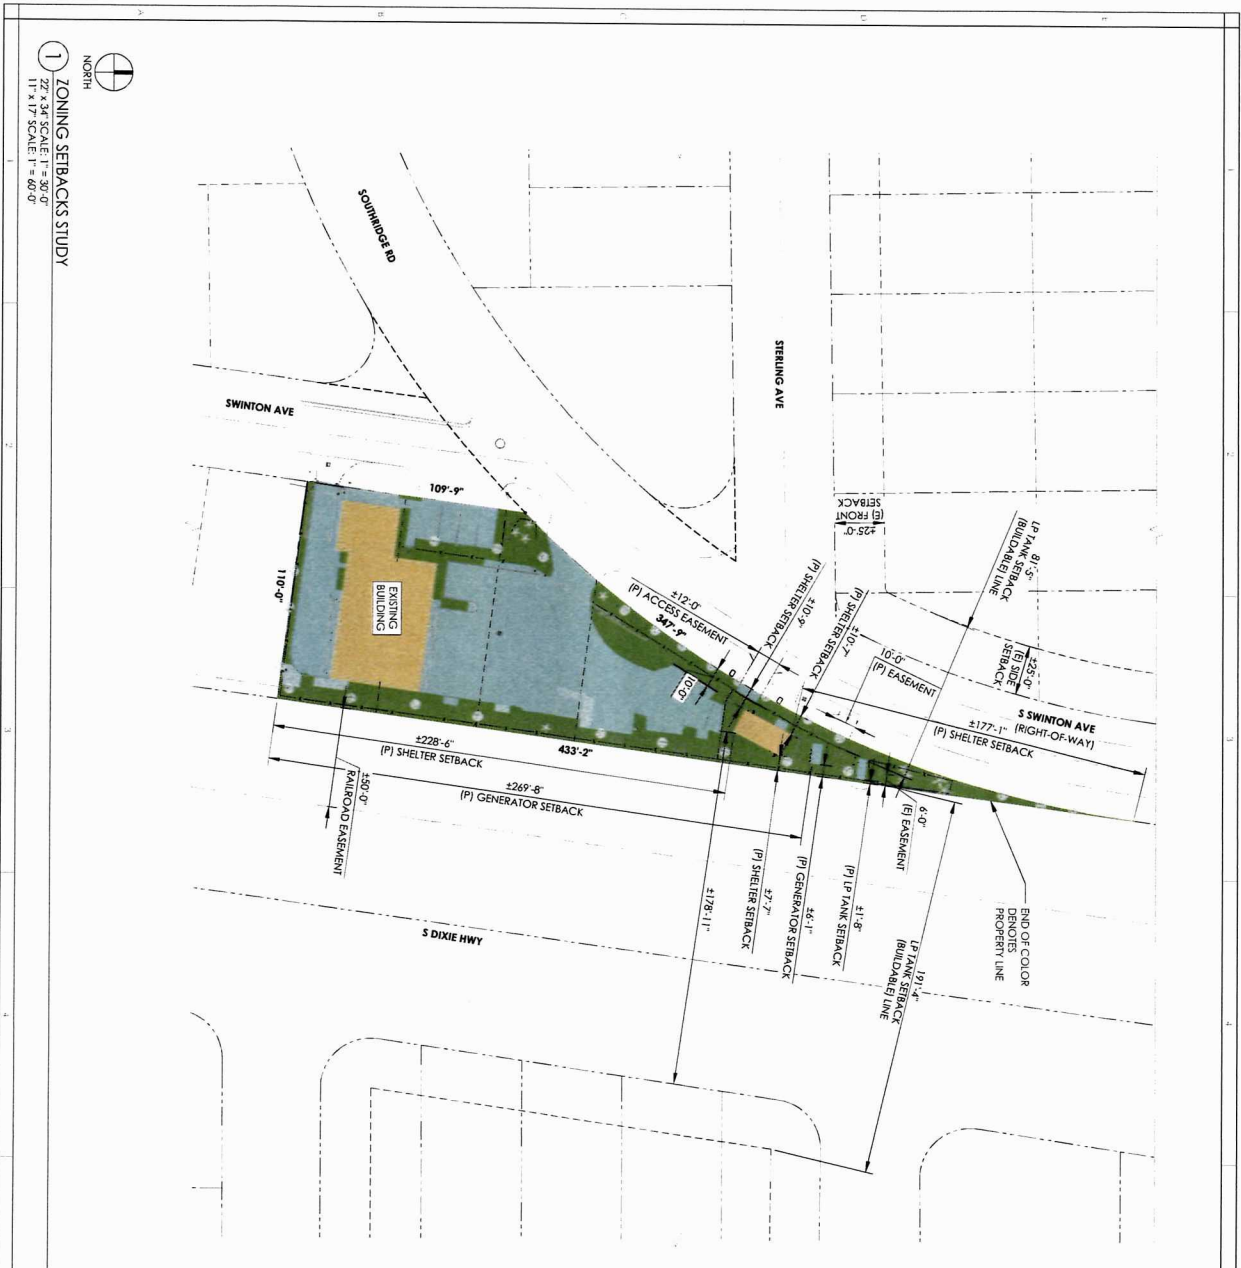 1
ZONING SETBACKS STUDY
22" x 34" SCALE: 1" = 30'-0"
11" x 17" SCALE: 1" = 60'-0"
NORTH
SOUTHRIDGE RD
STERLING AVE
SWINTON AVE
109'-9"
110'-0"
EXISTING
BUILDING
±25'-0"
(E) FRONT
SETBACK
81'-5"
LP TANK SETBACK
(BUILDABLE) LINE
±25'-0"
(E) SIDE
SETBACK
±10'-9"
(P) SHELTER SETBACK
±10'-7"
(P) SHELTER SETBACK
±12'-0"
(P) ACCESS EASEMENT
347'-9"
10'-0"
10'-0"
(P) EASEMENT
S SWINTON AVE
(RIGHT-OF-WAY)
±177'-1"
(P) SHELTER SETBACK
±228'-6"
(P) SHELTER SETBACK
433'-2"
±269'-8"
(P) GENERATOR SETBACK
±50'-0"
RAILROAD EASEMENT
6'-0"
(E) EASEMENT
±1'-8"
(P) LP TANK SETBACK
±6'-1"
(P) GENERATOR SETBACK
±7'-7"
(P) SHELTER SETBACK
±178'-11"
END OF COLOR
DENOTES
PROPERTY LINE
191'-4"
LP TANK SETBACK
(BUILDABLE) LINE
S DIXIE HWY